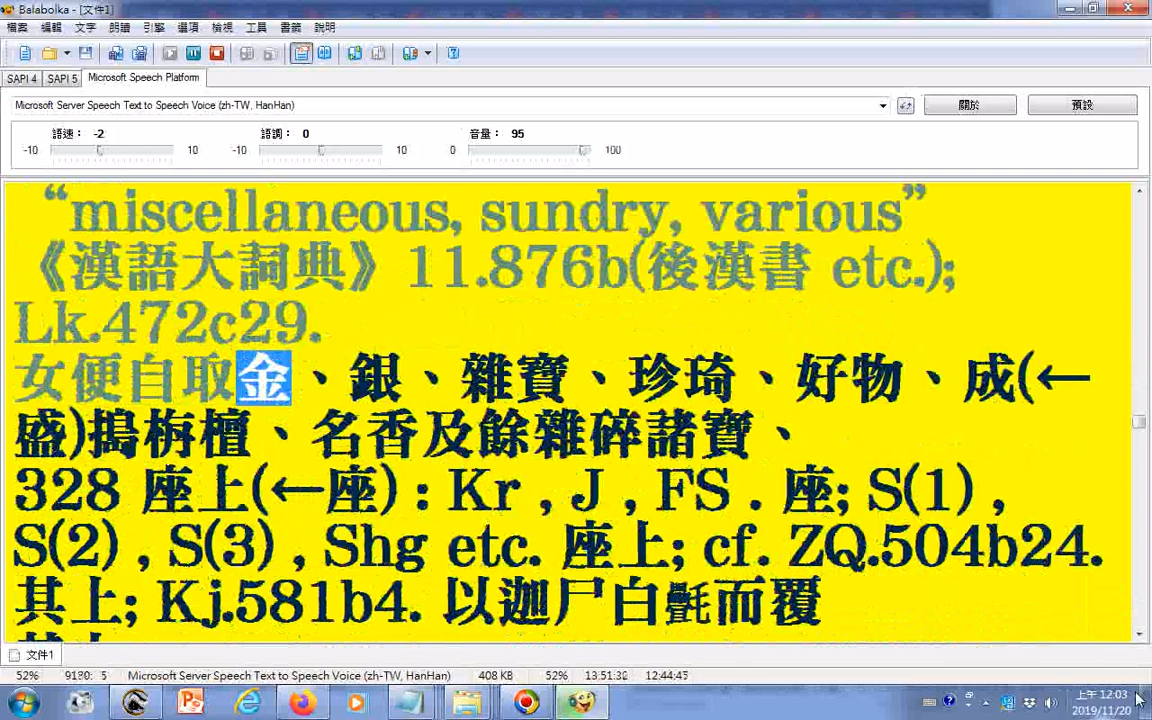 Balabolka - [文件1]
檔案 編輯 文字 朗讀 引擎 選項 檢視 工具 書籤 說明
SAPI 4 SAPI 5 Microsoft Speech Platform
Microsoft Server Speech Text to Speech Voice (zh-TW, HanHan) 關於 預設
語速： -2 語調： 0 音量： 95
-10 10 -10 10 0 100
“miscellaneous, sundry, various”
《漢語大詞典》 11.876b(後漢書 etc.);
Lk.472c29.
女便自取金、銀、雜寶、珍琦、好物、成(←
盛)搗栴檀、名香及餘雜碎諸寶、
328 座上(←座) : Kr , J , FS . 座; S(1) ,
S(2) , S(3) , Shg etc. 座上; cf. ZQ.504b24.
其上; Kj.581b4. 以迦尸白㲲而覆
文件1
52% 9180: 5 Microsoft Server Speech Text to Speech Voice (zh-TW, HanHan) 408 KB 52% 13:51:32 12:44:45
上午 12:03
2019/11/20